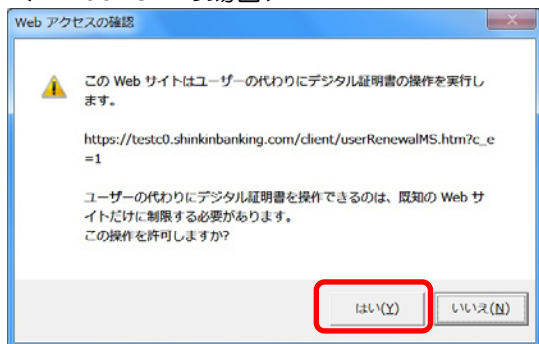 Web アクセスの確認
この Web サイトはユーザーの代わりにデジタル証明書の操作を実行し
ます。
https://testc0.shinkinbanking.com/client/userRenewalMS.htm?c_e
=1
ユーザーの代わりにデジタル証明書を操作できるのは、既知の Web サ
イトだけに制限する必要があります。
この操作を許可しますか?
はい(Y)
いいえ(N)